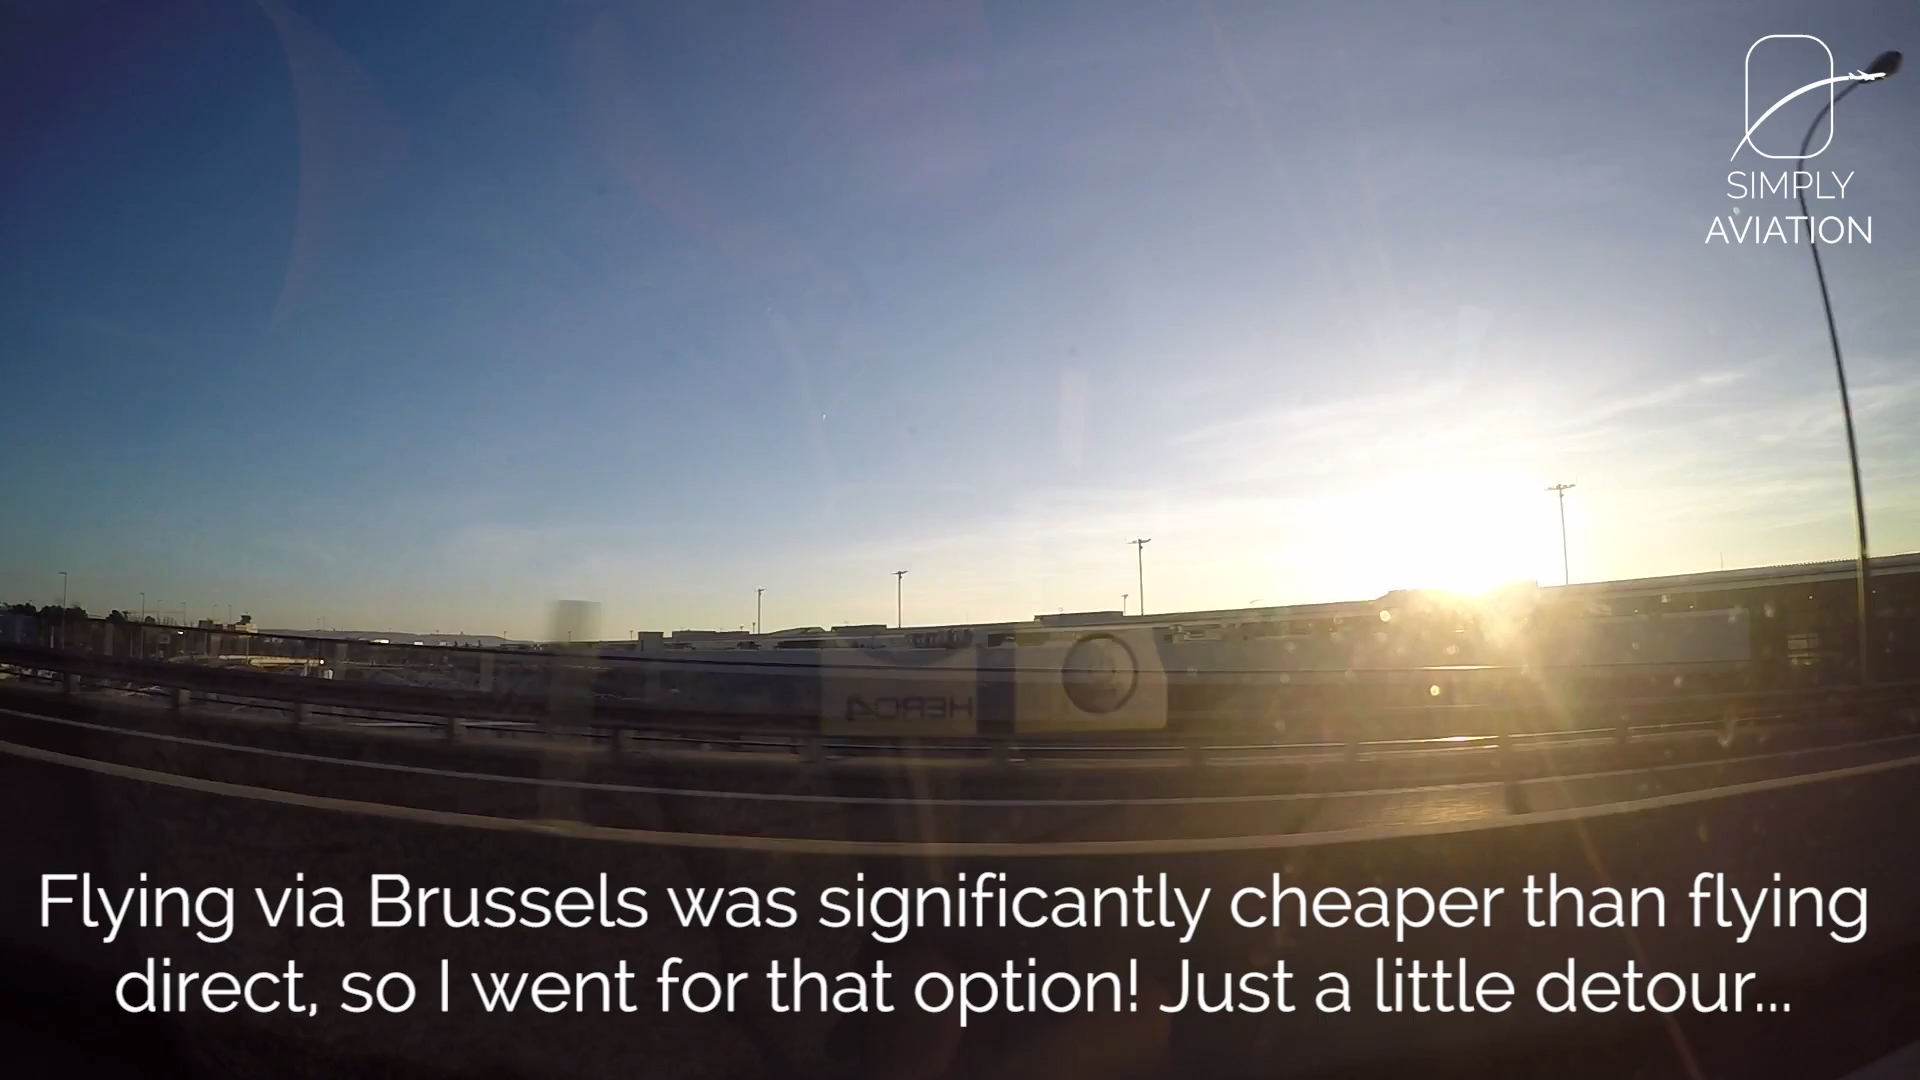 SIMPLY
AVIATION
HERO4
Flying via Brussels was significantly cheaper than flying
direct, so I went for that option! Just a little detour...